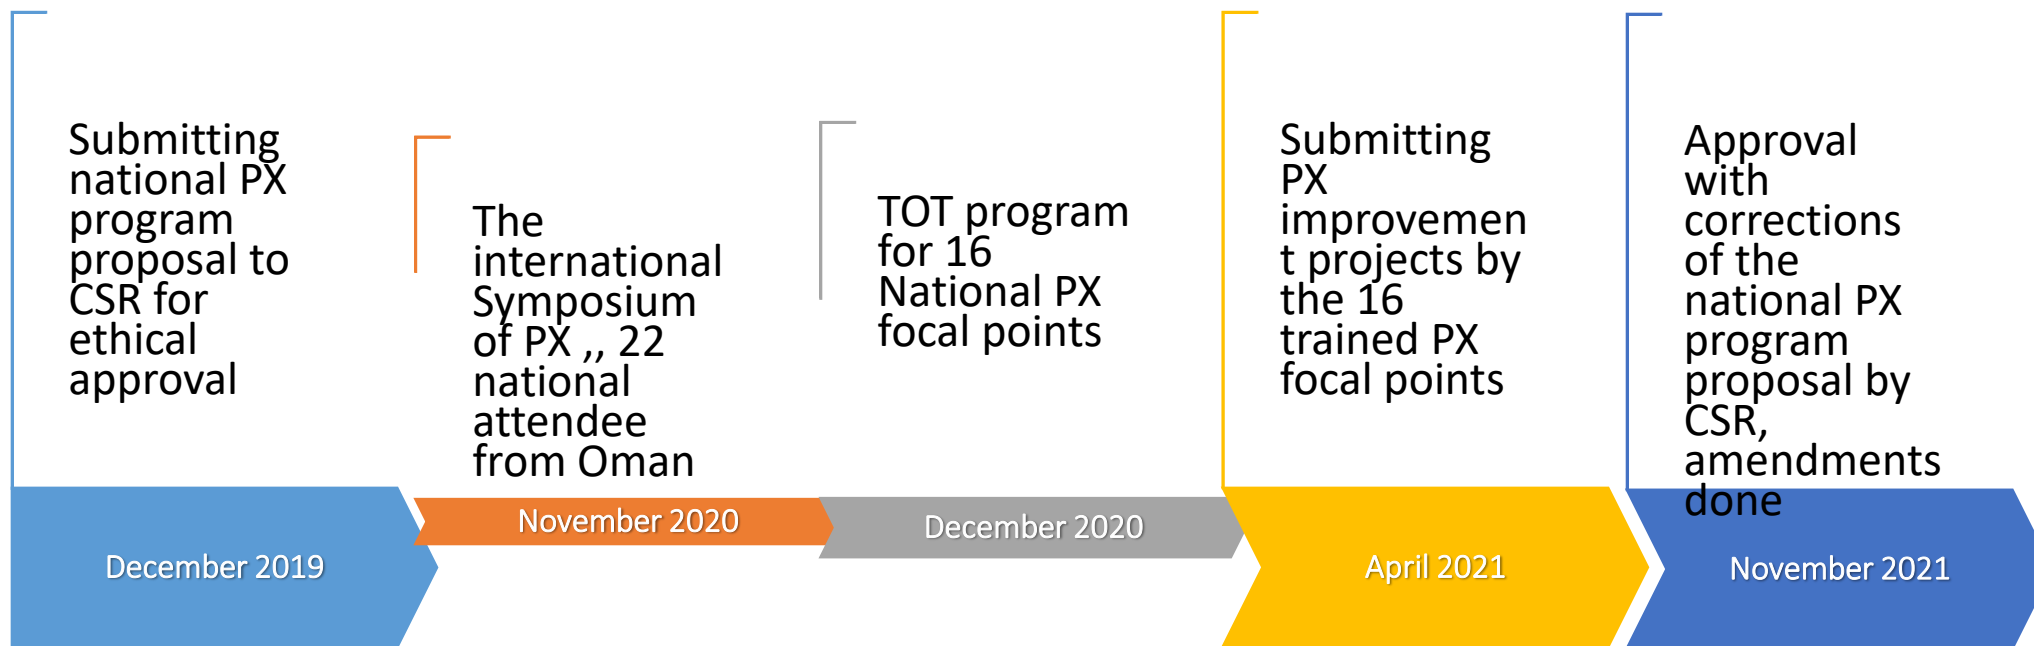 Submitting
national PX
program
proposal to
CSR for
ethical
approval
December 2019
The
international
Symposium
of PX ,, 22
national
attendee
from Oman
November 2020
TOT program
for 16
National PX
focal points
December 2020
Submitting
PX
improvemen
t projects by
the 16
trained PX
focal points
April 2021
Approval
with
corrections
of the
national PX
program
proposal by
CSR,
amendments
done
November 2021